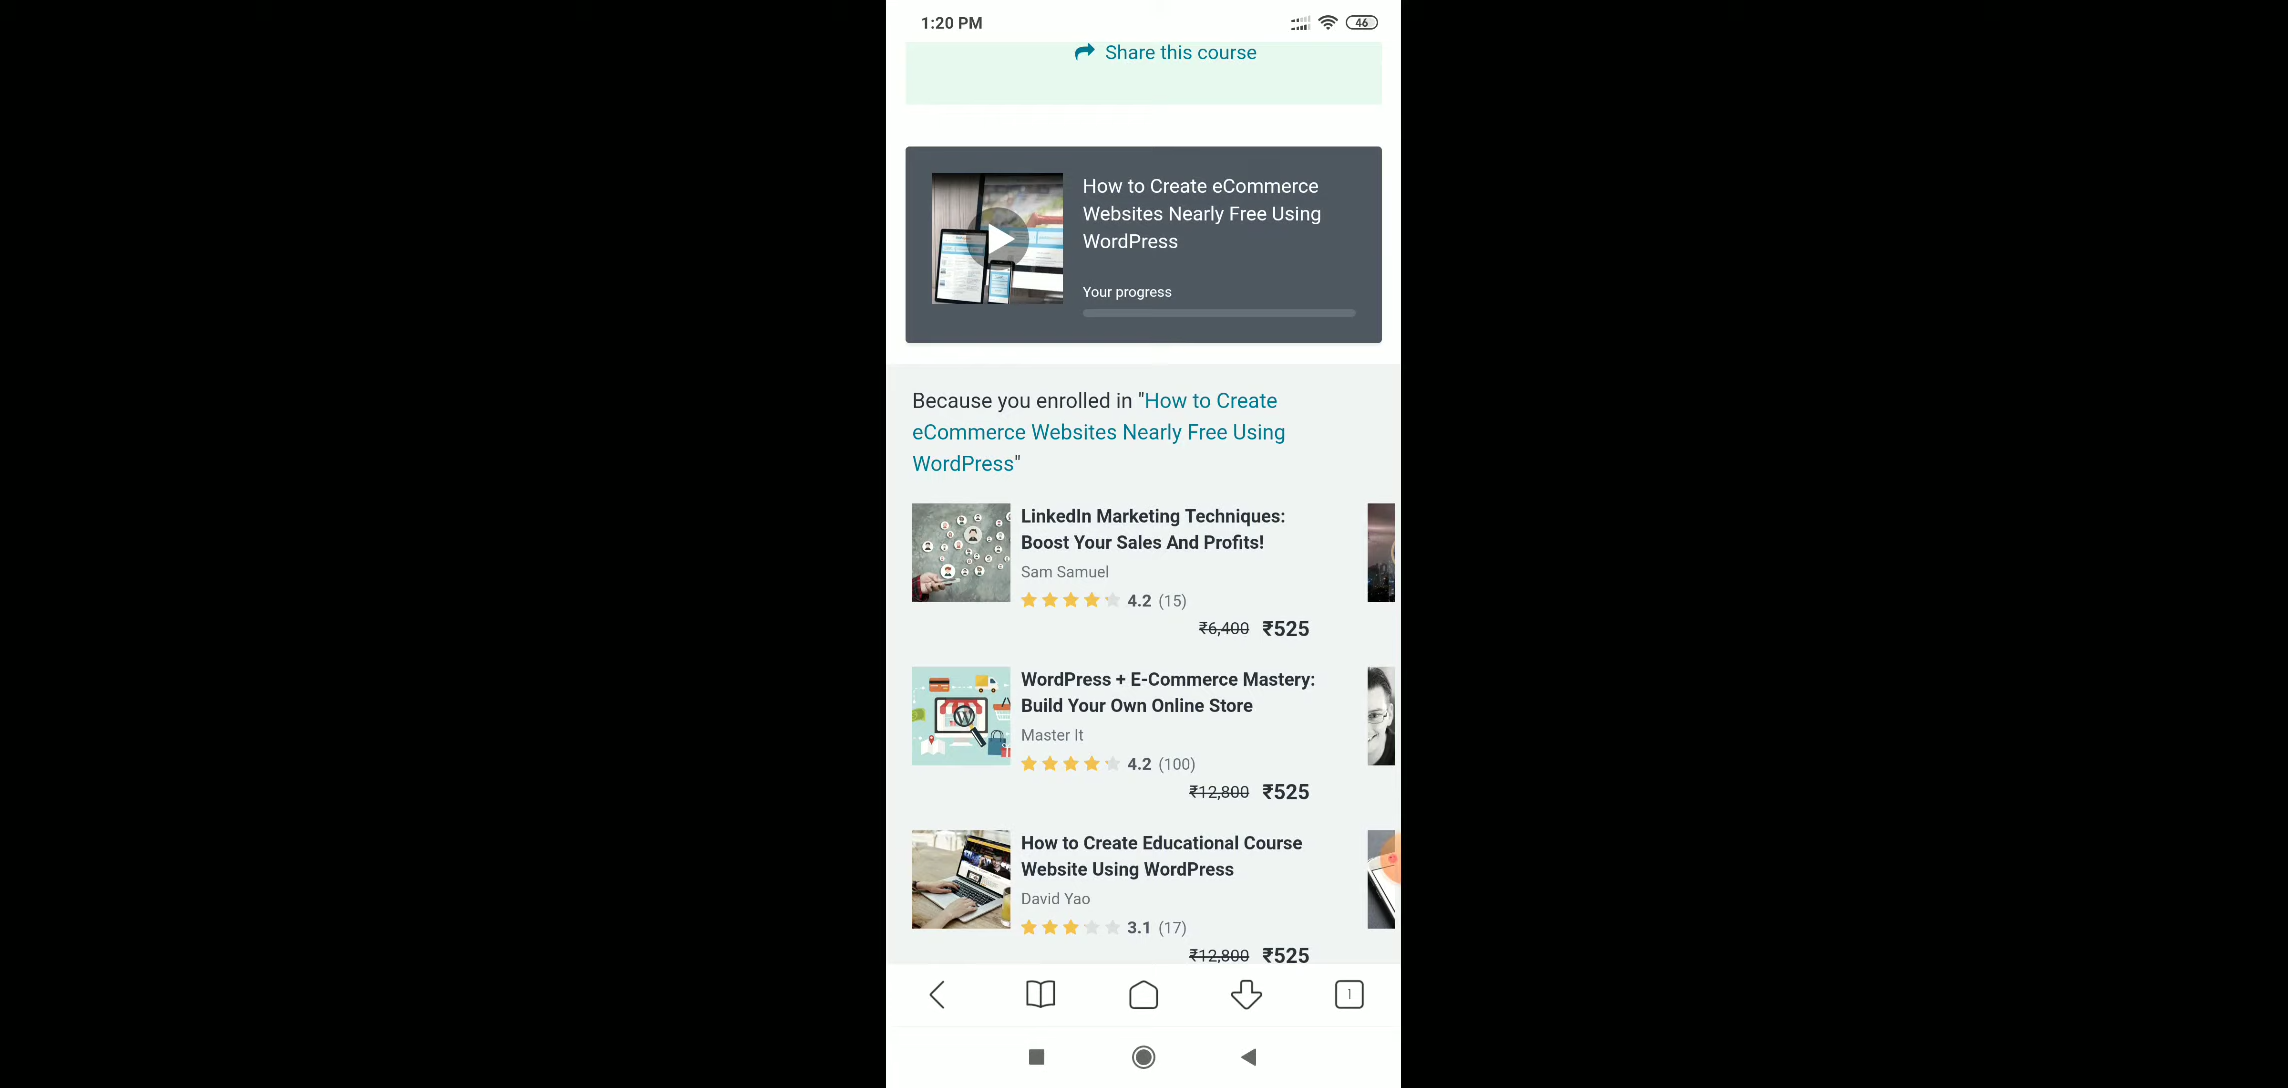 1:20 PM
46
Share this course
How to Create eCommerce
Websites Nearly Free Using
WordPress
Your progress
Because you enrolled in "How to Create
eCommerce Websites Nearly Free Using
WordPress"
LinkedIn Marketing Techniques:
Boost Your Sales And Profits!
Sam Samuel
4.2 (15)
₹6,400 ₹525
WordPress + E-Commerce Mastery:
Build Your Own Online Store
Master It
4.2 (100)
₹12,800 ₹525
How to Create Educational Course
Website Using WordPress
David Yao
3.1 (17)
₹12,800 ₹525
1